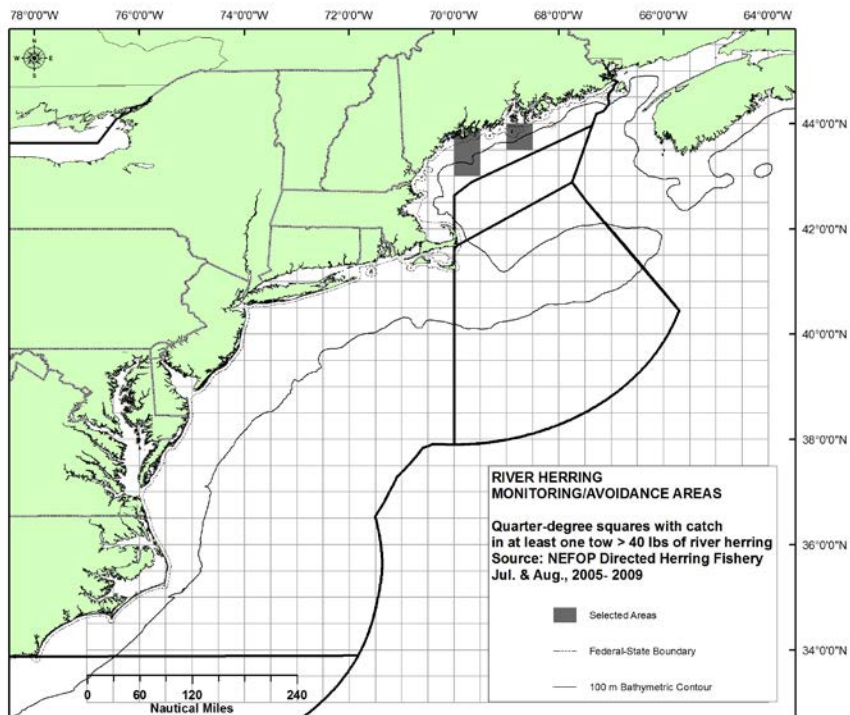 78°0'0"W 76°0'0"W 74°0'0"W 72°0'0"W 70°0'0"W 68°0'0"W 66°0'0"W 64°0'0"W
N
W E
S
44°0'0"N
42°0'0"N
40°0'0"N
38°0'0"N
36°0'0"N
34°0'0"N
RIVER HERRING
MONITORING/AVOIDANCE AREAS
Quarter-degree squares with catch
in at least one tow > 40 lbs of river herring
Source: NEFOP Directed Herring Fishery
Jul. & Aug., 2005- 2009
Selected Areas
Federal-State Boundary
100 m Bathymetric Contour
0 60 120 240
Nautical Miles